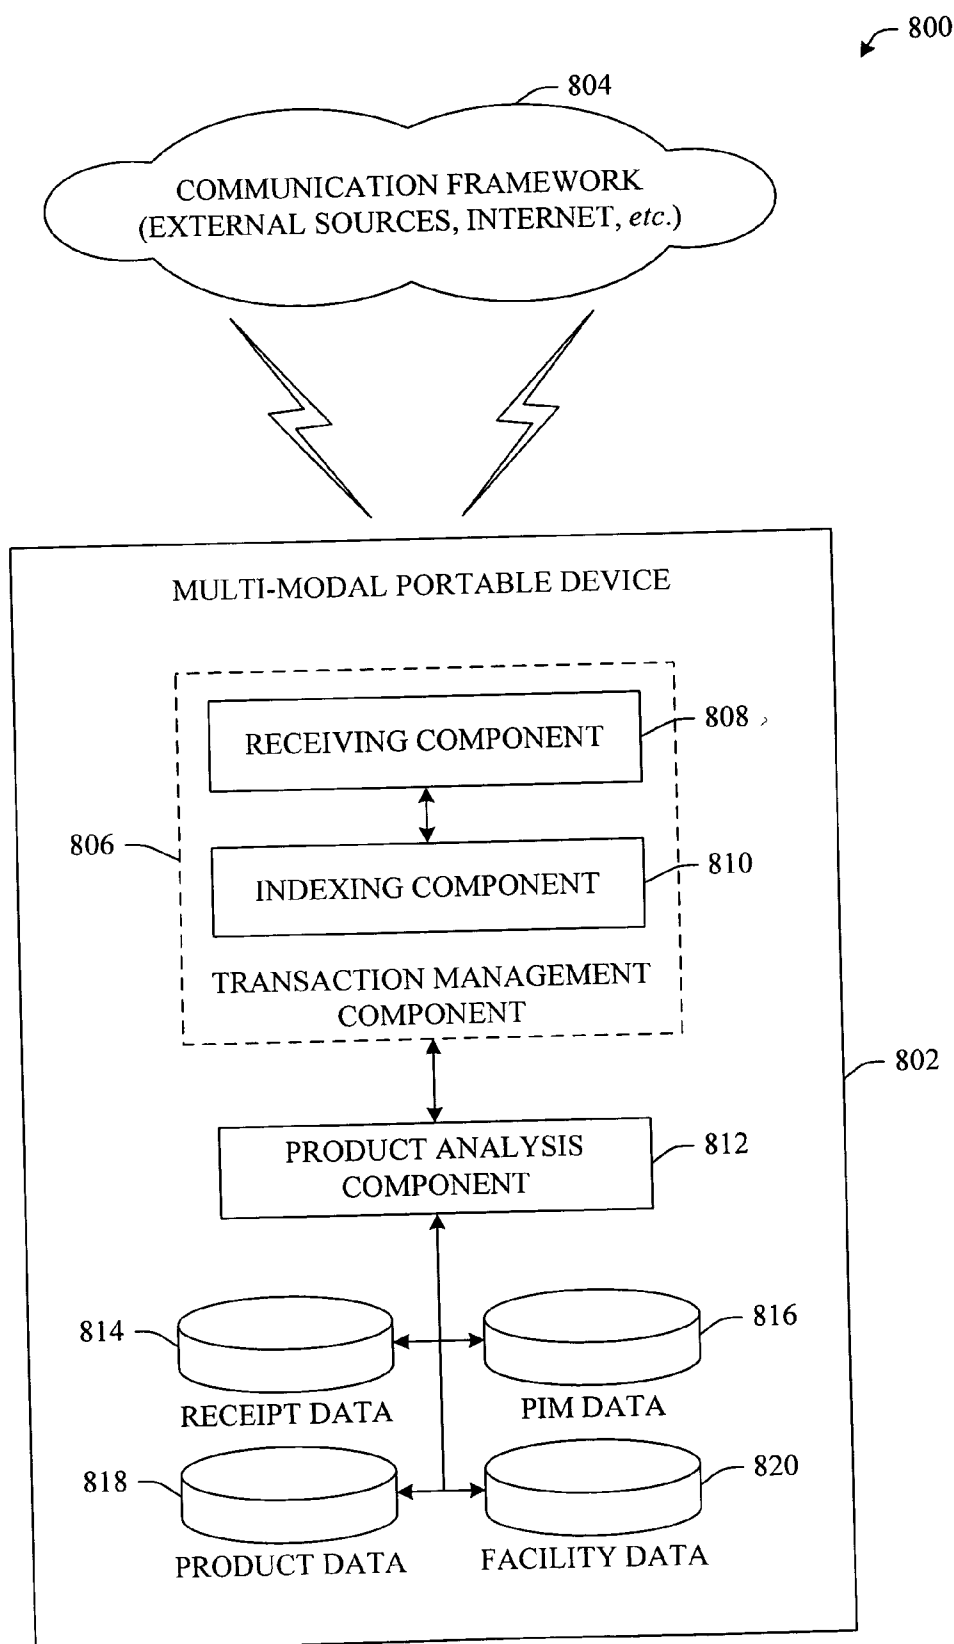 800
804
COMMUNICATION FRAMEWORK
(EXTERNAL SOURCES, INTERNET, etc.)
MULTI-MODAL PORTABLE DEVICE
RECEIVING COMPONENT
808
806
INDEXING COMPONENT
810
TRANSACTION MANAGEMENT
COMPONENT
802
PRODUCT ANALYSIS
COMPONENT
812
814
816
RECEIPT DATA
PIM DATA
818
820
PRODUCT DATA
FACILITY DATA